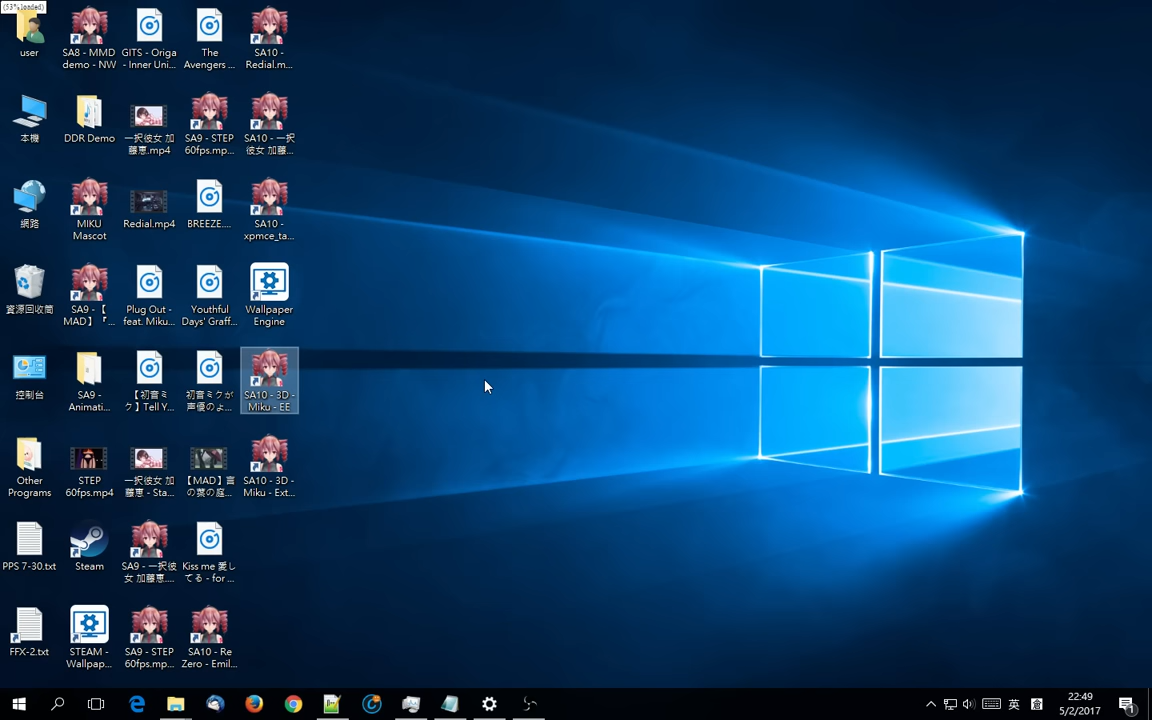 (53% loaded)
user
SA8 - MMD
demo - NW
GITS - Origa
- Inner Uni...
The
Avengers ...
SA10 -
Redial.m...
本機
DDR Demo
一択彼女 加
藤恵.mp4
SA9 - STEP
60fps.mp...
SA10 - 一択
彼女 加藤...
網路
MIKU
Mascot
Redial.mp4
BREEZE....
SA10 -
xpmce_ta...
資源回收筒
SA9 - 【
MAD】『...
Plug Out -
feat. Miku...
Youthful
Days' Graff...
Wallpaper
Engine
控制台
SA9 -
Animati...
【初音ミ
ク】Tell Y...
初音ミクが
声優のょ...
SA10 - 3D -
Miku - EE
Other
Programs
STEP
60fps.mp4
一択彼女 加
藤恵 - Sta...
【MAD】言
の葉の庭...
SA10 - 3D -
Miku - Ext...
PPS 7-30.txt
Steam
SA9 - 一択彼
女 加藤恵....
Kiss me 愛し
てる - for ...
FFX-2.txt
STEAM -
Wallpap...
SA9 - STEP
60fps.mp...
SA10 - Re
Zero - Emil...
英
22:49
5/2/2017
1